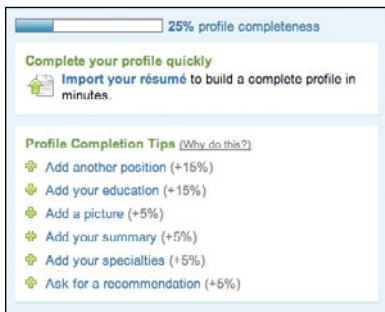 25% profile completeness
Complete your profile quickly
Import your résumé to build a complete profile in
minutes.
Profile Completion Tips (Why do this?)
Add another position (+15%)
Add your education (+15%)
Add a picture (+5%)
Add your summary (+5%)
Add your specialties (+5%)
Ask for a recommendation (+5%)